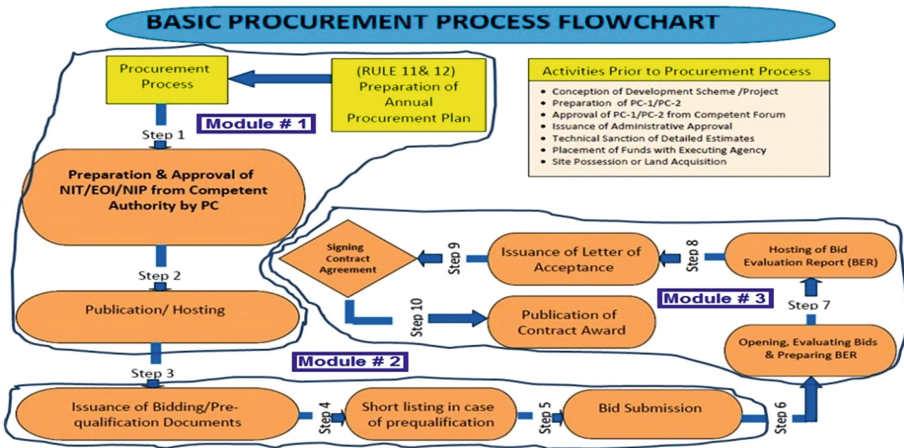 BASIC PROCUREMENT PROCESS FLOWCHART
Procurement
Process
(RULE 11& 12)
Preparation of
Annual
Procurement Plan
Activities Prior to Procurement Process
• Conception of Development Scheme /Project
• Preparation of PC-1/PC-2
• Approval of PC-1/PC-2 from Competent Forum
• Issuance of Administrative Approval
• Technical Sanction of Detailed Estimates
• Placement of Funds with Executing Agency
• Site Possession or Land Acquisition
Module # 1
Step 1
Preparation & Approval of
NIT/EOI/NIP from Competent
Authority by PC
Step 2
Publication/ Hosting
Step 3
Module # 2
Issuance of Bidding/Pre-
qualification Documents
Step 4
Short listing in case
of prequalification
Step 5
Bid Submission
Step 6
Opening, Evaluating Bids
& Preparing BER
Step 7
Module # 3
Hosting of Bid
Evaluation Report (BER)
Step 8
Issuance of Letter of
Acceptance
Step 9
Signing
Contract
Agreement
Step 10
Publication of
Contract Award